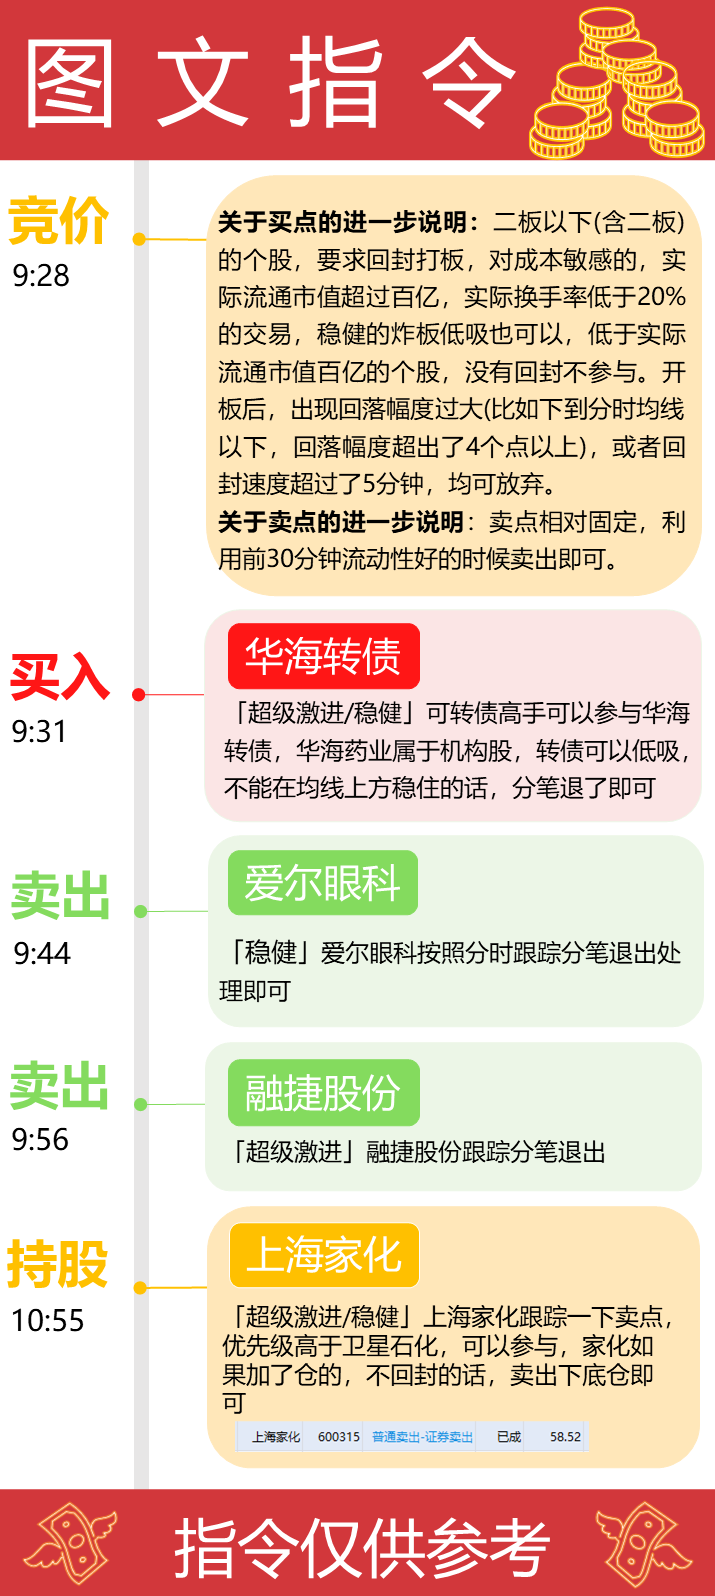 图文指令
竞价
9:28
关于买点的进一步说明：二板以下(含二板)
的个股，要求回封打板，对成本敏感的，实
际流通市值超过百亿，实际换手率低于20%
的交易，稳健的炸板低吸也可以，低于实际
流通市值百亿的个股，没有回封不参与。开
板后，出现回落幅度过大(比如下到分时均线
以下，回落幅度超出了4个点以上)，或者回
封速度超过了5分钟，均可放弃。
关于卖点的进一步说明：卖点相对固定，利
用前30分钟流动性好的时候卖出即可。
买入
9:31
华海转债
「超级激进/稳健」可转债高手可以参与华海
转债，华海药业属于机构股，转债可以低吸，
不能在均线上方稳住的话，分笔退了即可
卖出
9:44
爱尔眼科
「稳健」爱尔眼科按照分时跟踪分笔退出处
理即可
卖出
9:56
融捷股份
「超级激进」融捷股份跟踪分笔退出
持股
10:55
上海家化
「超级激进/稳健」上海家化跟踪一下卖点，
优先级高于卫星石化，可以参与，家化如
果加了仓的，不回封的话，卖出下底仓即
可
上海家化 600315 普通卖出-证券卖出 已成 58.52
指令仅供参考